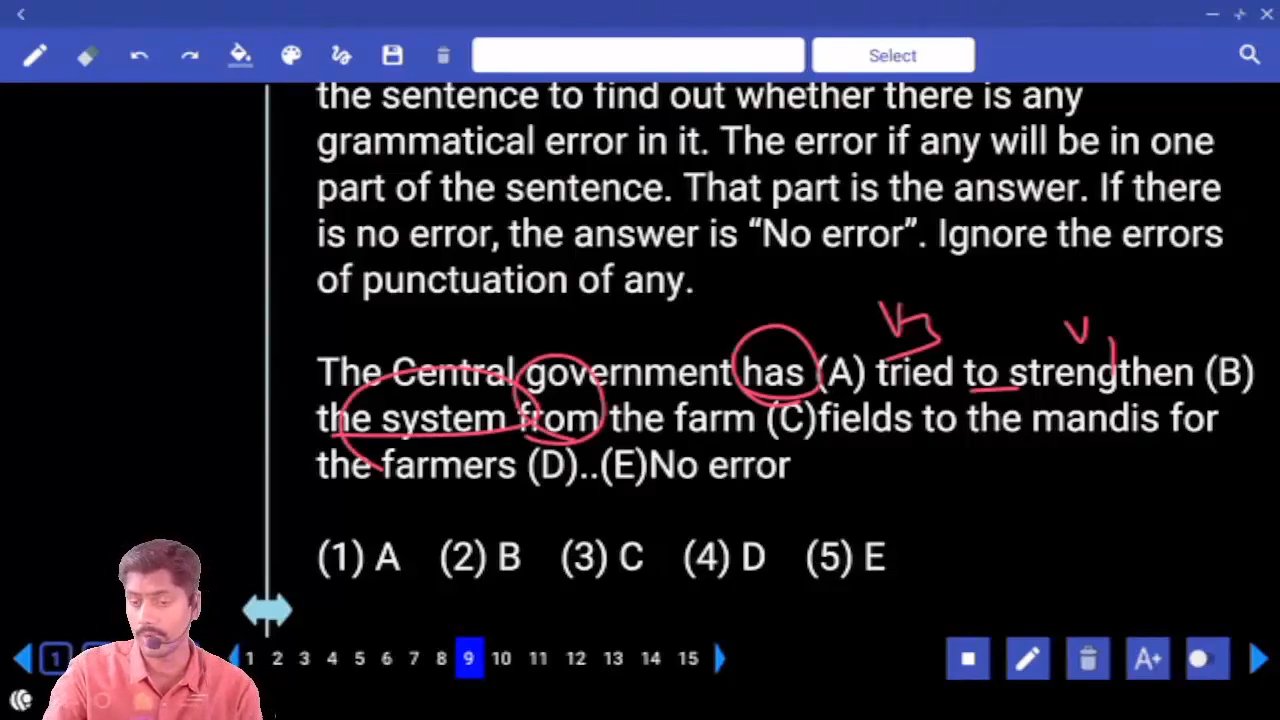 Select
the sentence to find out whether there is any
grammatical error in it. The error if any will be in one
part of the sentence. That part is the answer. If there
is no error, the answer is “No error”. Ignore the errors
of punctuation of any.
V3
V1
The Central government has (A) tried to strengthen (B)
the system from the farm (C)fields to the mandis for
the farmers (D)..(E)No error
(1) A (2) B (3) C (4) D (5) E
1 1 2 3 4 5 6 7 8 9 10 11 12 13 14 15
A+